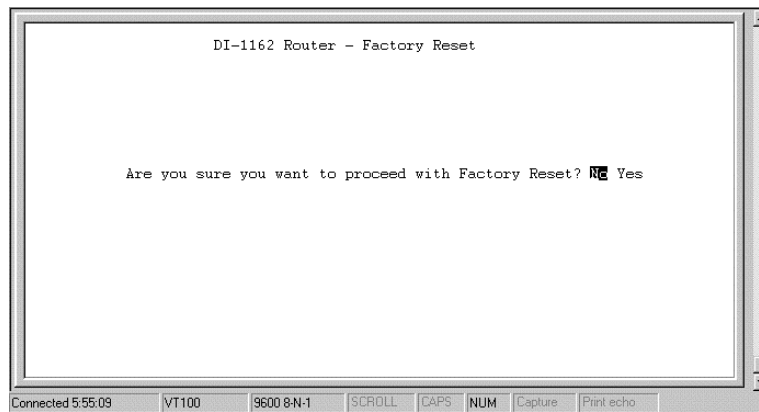 DI-1162 Router - Factory Reset
Are you sure you want to proceed with Factory Reset? No Yes
Connected 5:55:09 VT100 9600 8-N-1 SCROLL CAPS NUM Capture Print echo